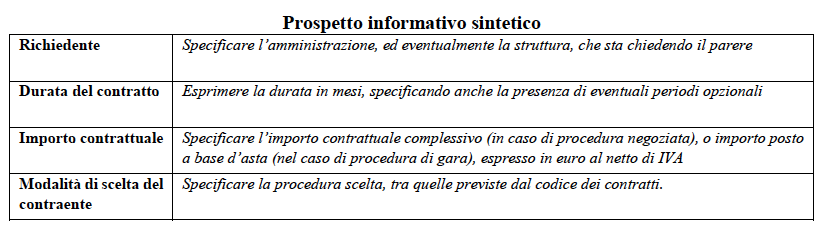 Prospetto informativo sintetico
Richiedente
Specificare l’amministrazione, ed eventualmente la struttura, che sta chiedendo il parere
Durata del contratto
Esprimere la durata in mesi, specificando anche la presenza di eventuali periodi opzionali
Importo contrattuale
Specificare l’importo contrattuale complessivo (in caso di procedura negoziata), o importo posto
a base d’asta (nel caso di procedura di gara), espresso in euro al netto di IVA
Modalità di scelta del
contraente
Specificare la procedura scelta, tra quelle previste dal codice dei contratti.